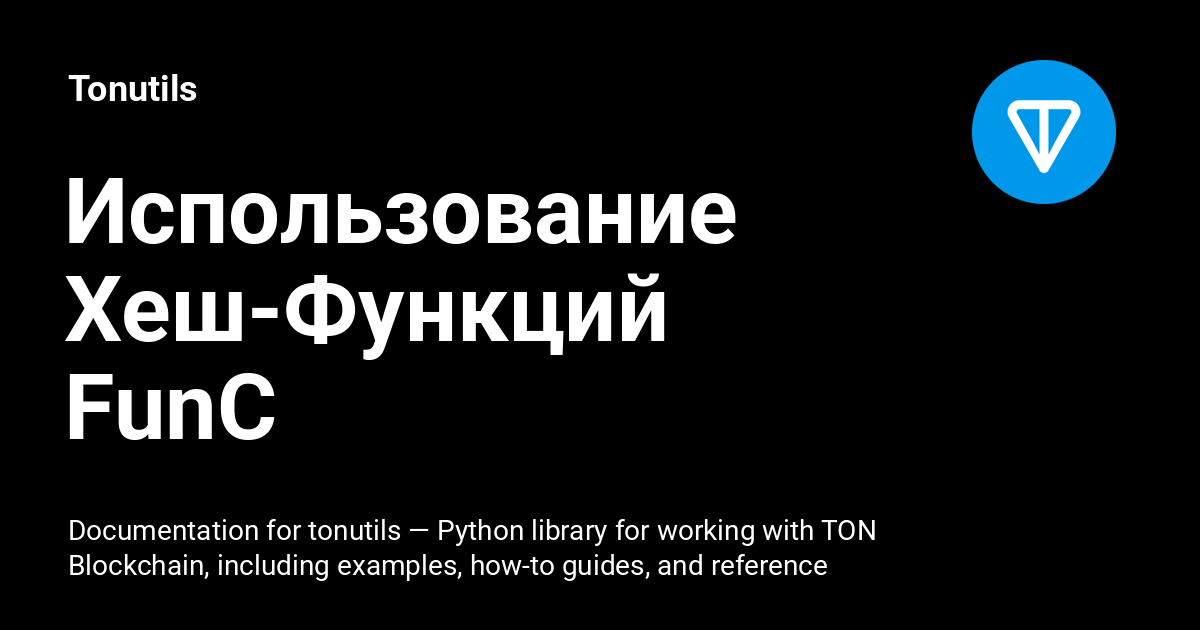 Tonutils
Использование
Хеш-Функций
FunC
Documentation for tonutils — Python library for working with TON
Blockchain, including examples, how-to guides, and reference